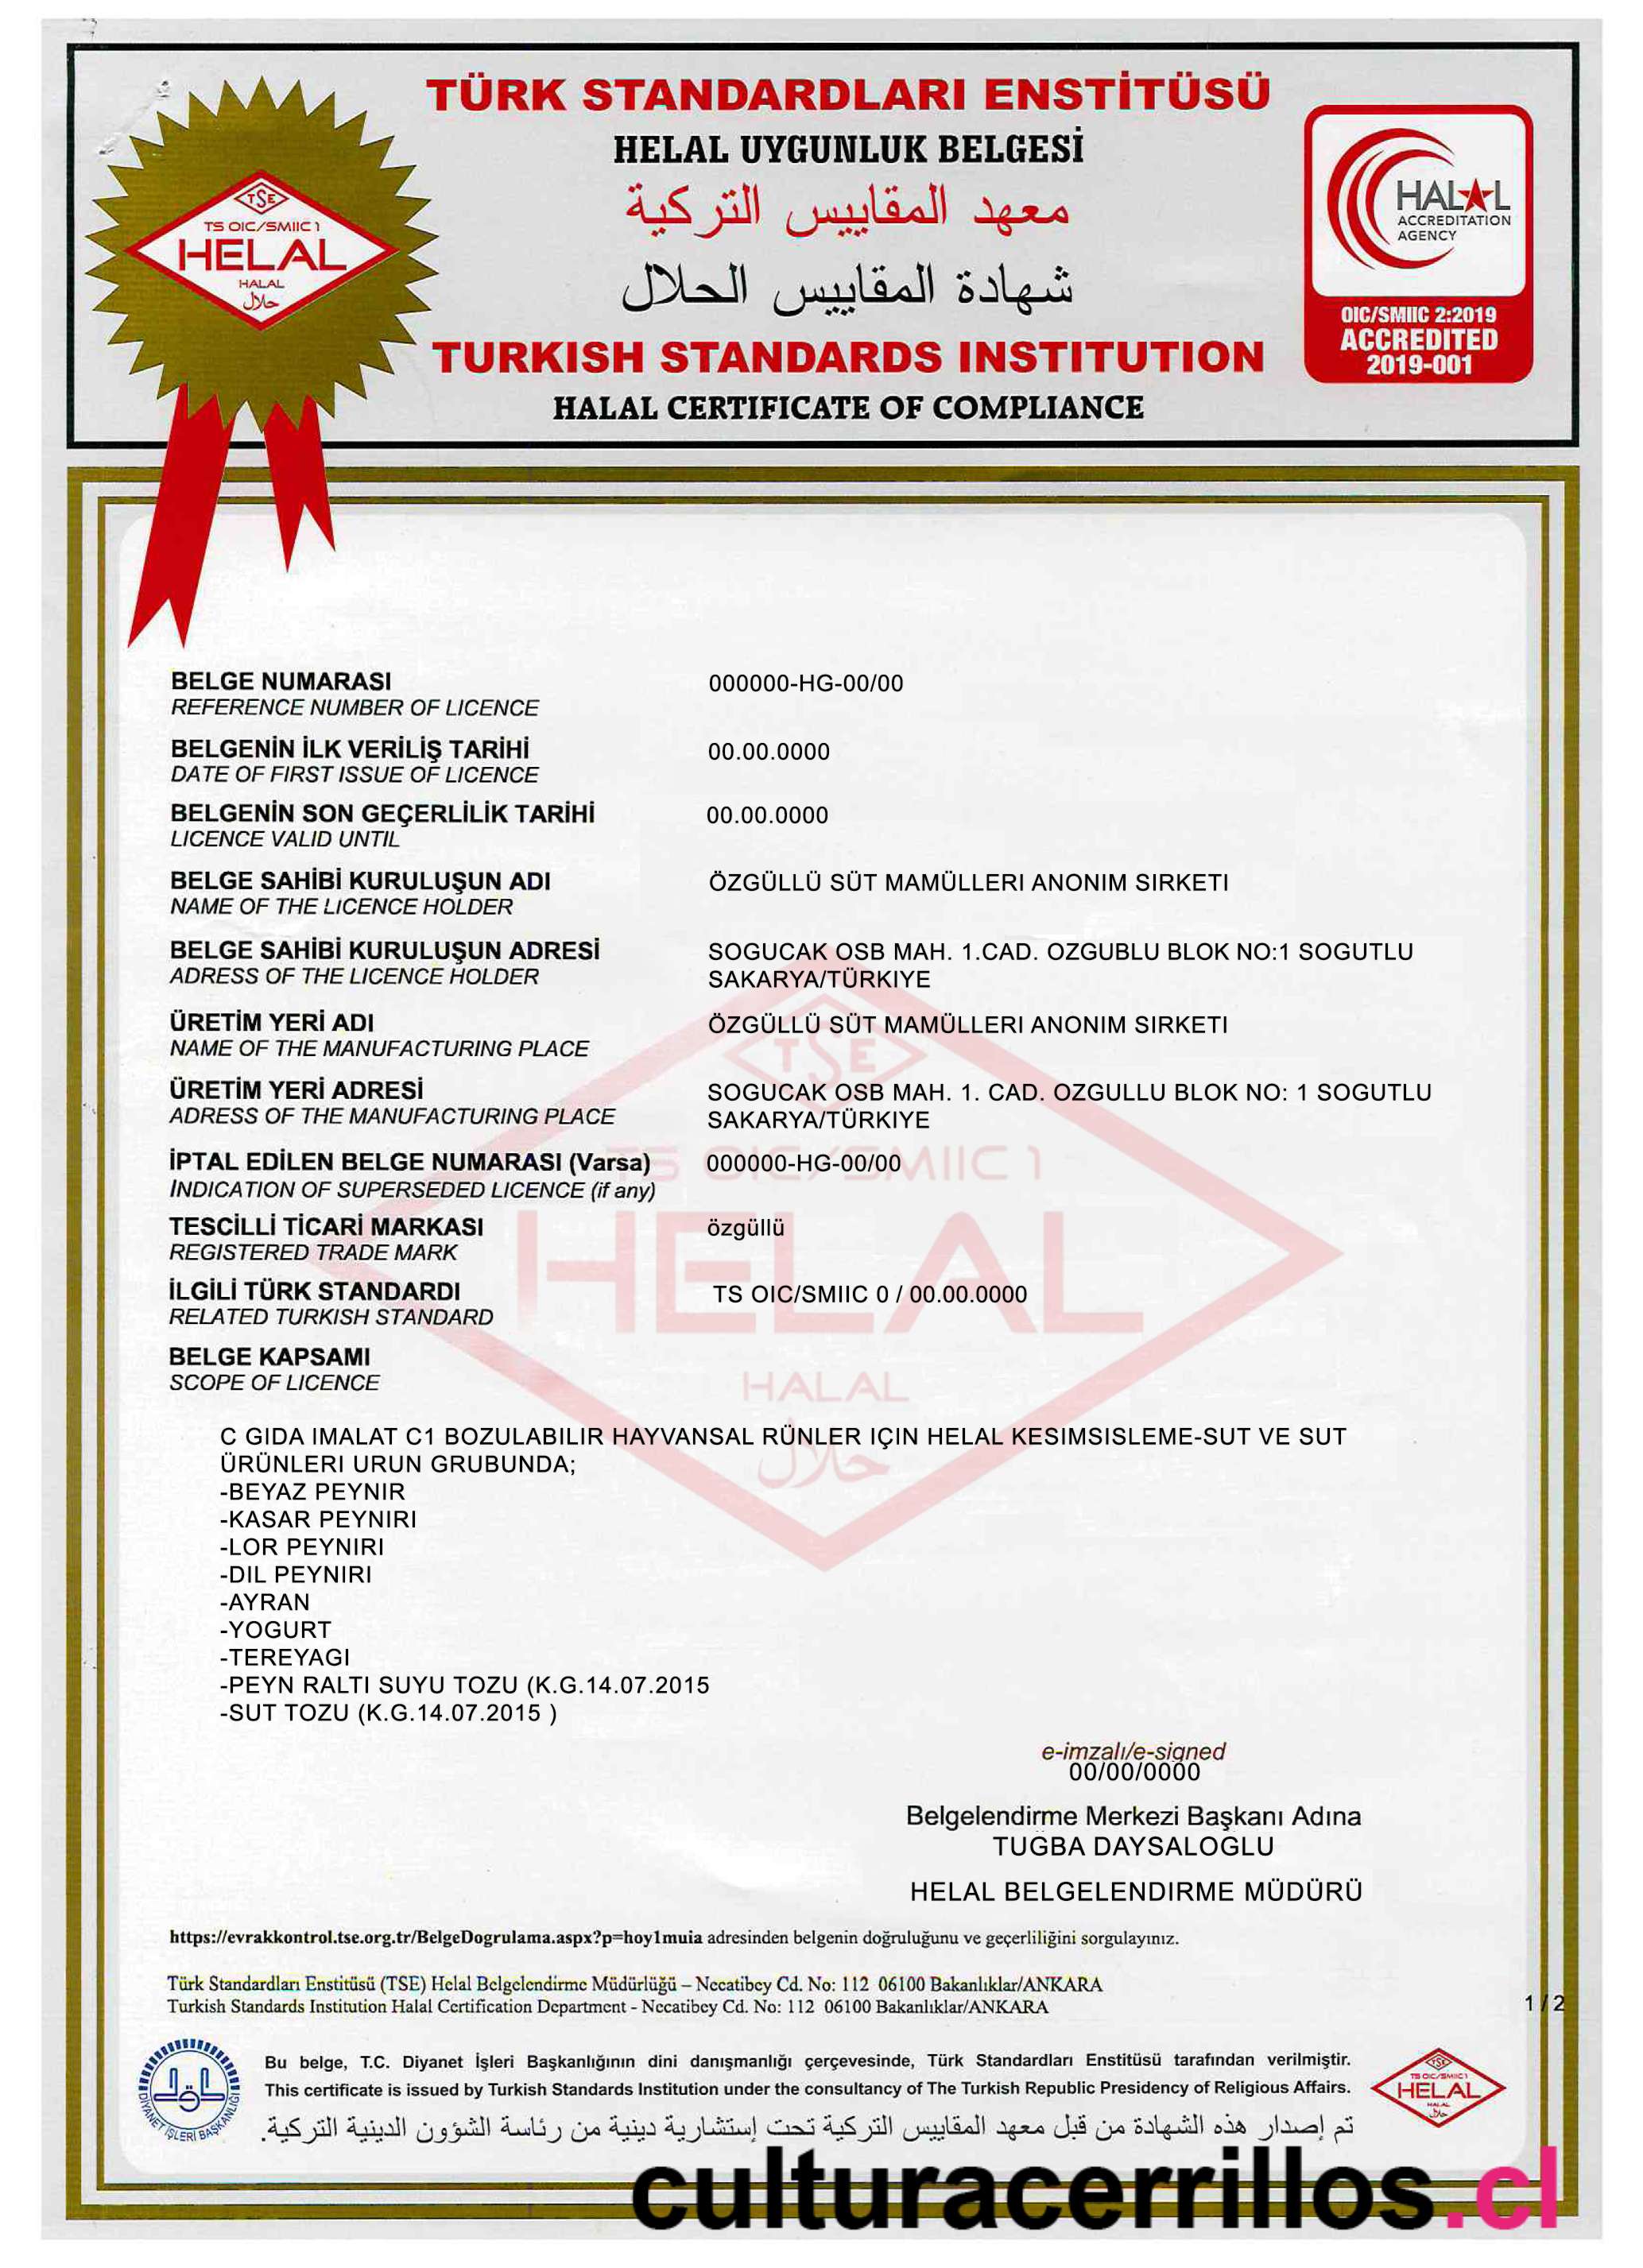 TÜRK STANDARDLARI ENSTİTÜSÜ
HELAL UYGUNLUK BELGESİ
معهد المقاييس التركية
شهادة المقاييس الحلال
TURKISH STANDARDS INSTITUTION
HALAL CERTIFICATE OF COMPLIANCE
TSE
TS OIC/SMIIC 1
HELAL
HALAL
حلال
HALAL
ACCREDITATION
AGENCY
OIC/SMIIC 2:2019
ACCREDITED
2019-001
BELGE NUMARASI 000000-HG-00/00
REFERENCE NUMBER OF LICENCE
BELGENİN İLK VERİLİŞ TARİHİ 00.00.0000
DATE OF FIRST ISSUE OF LICENCE
BELGENİN SON GEÇERLİLİK TARİHİ 00.00.0000
LICENCE VALID UNTIL
BELGE SAHİBİ KURULUŞUN ADI ÖZGÜLLÜ SÜT MAMÜLLERI ANONIM SIRKETI
NAME OF THE LICENCE HOLDER
BELGE SAHİBİ KURULUŞUN ADRESİ SOGUCAK OSB MAH. 1.CAD. OZGUBLU BLOK NO:1 SOGUTLU
ADRESS OF THE LICENCE HOLDER SAKARYA/TÜRKIYE
ÜRETİM YERİ ADI ÖZGÜLLÜ SÜT MAMÜLLERI ANONIM SIRKETI
NAME OF THE MANUFACTURING PLACE
ÜRETİM YERİ ADRESİ SOGUCAK OSB MAH. 1. CAD. OZGULLU BLOK NO: 1 SOGUTLU
ADRESS OF THE MANUFACTURING PLACE SAKARYA/TÜRKIYE
İPTAL EDİLEN BELGE NUMARASI (Varsa) 000000-HG-00/00
INDICATION OF SUPERSEDED LICENCE (if any)
TESCİLLİ TİCARİ MARKASI özgüllü
REGISTERED TRADE MARK
İLGİLİ TÜRK STANDARDI TS OIC/SMIIC 0 / 00.00.0000
RELATED TURKISH STANDARD
BELGE KAPSAMI
SCOPE OF LICENCE
TSE
TS OIC/SMIIC 1
HELAL
HALAL
حلال
C GIDA IMALAT C1 BOZULABILIR HAYVANSAL RÜNLER IÇIN HELAL KESIMSISLEME-SUT VE SUT
ÜRÜNLERI URUN GRUBUNDA;
-BEYAZ PEYNIR
-KASAR PEYNIRI
-LOR PEYNIRI
-DIL PEYNIRI
-AYRAN
-YOGURT
-TEREYAGI
-PEYN RALTI SUYU TOZU (K.G.14.07.2015
-SUT TOZU (K.G.14.07.2015 )
e-imzalı/e-signed
00/00/0000
Belgelendirme Merkezi Başkanı Adına
TUĞBA DAYSALOGLU
HELAL BELGELENDIRME MÜDÜRÜ
https://evrakkontrol.tse.org.tr/BelgeDogrulama.aspx?p=hoy1muia adresinden belgenin doğruluğunu ve geçerliliğini sorgulayınız.
Türk Standardları Enstitüsü (TSE) Helal Belgelendirme Müdürlüğü – Necatibey Cd. No: 112 06100 Bakanlıklar/ANKARA
Turkish Standards Institution Halal Certification Department - Necatibey Cd. No: 112 06100 Bakanlıklar/ANKARA
1 / 2
DİYANET İŞLERİ BAŞKANLIĞI
Bu belge, T.C. Diyanet İşleri Başkanlığının dini danışmanlığı çerçevesinde, Türk Standardları Enstitüsü tarafından verilmiştir.
This certificate is issued by Turkish Standards Institution under the consultancy of The Turkish Republic Presidency of Religious Affairs.
تم إصدار هذه الشهادة من قبل معهد المقاييس التركية تحت إستشارية دينية من رئاسة الشؤون الدينية التركية.
TSE
TS OIC/SMIIC 1
HELAL
HALAL
حلال
culturacerrillos.cl